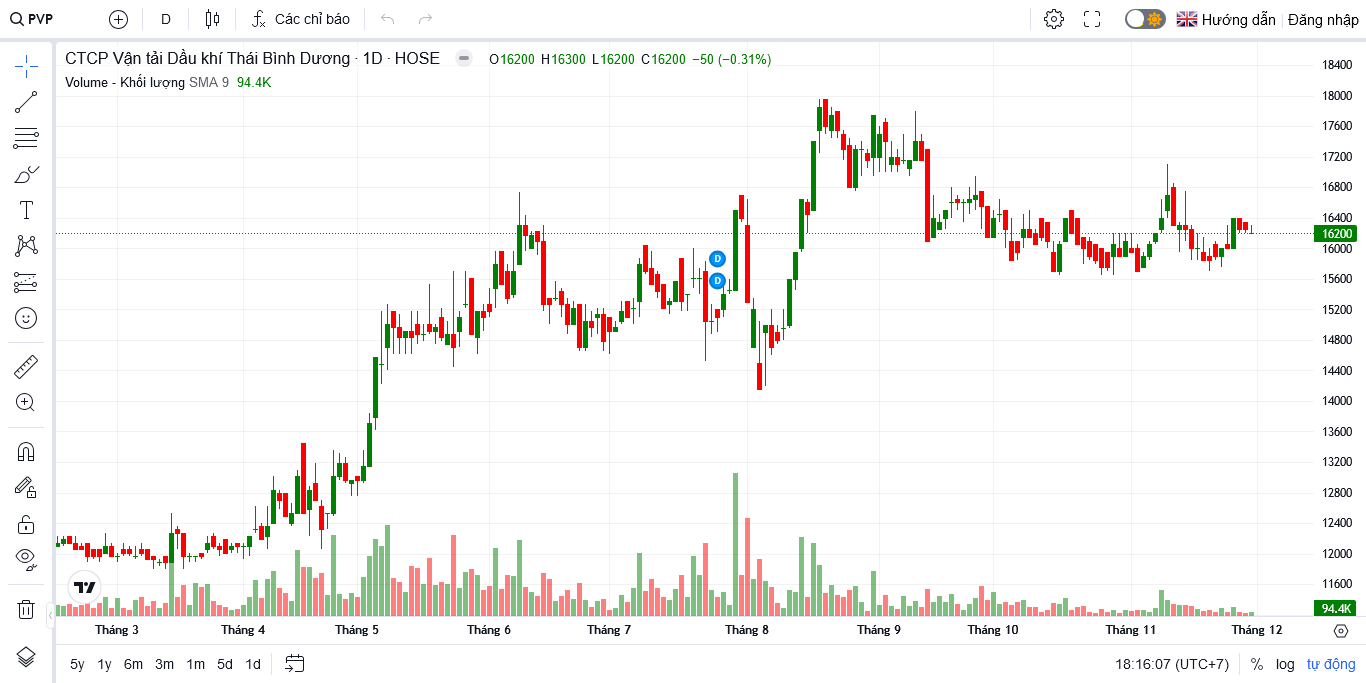 PVP D Các chỉ báo Hướng dẫn Đăng nhập
CTCP Vận tải Dầu khí Thái Bình Dương · 1D · HOSE O16200 H16300 L16200 C16200 −50 (−0.31%)
Volume - Khối lượng SMA 9 94.4K
18400
18000
17600
17200
16800
16400
16200
16000
15600
15200
14800
14400
14000
13600
13200
12800
12400
12000
11600
94.4K
D
D
Tháng 3 Tháng 4 Tháng 5 Tháng 6 Tháng 7 Tháng 8 Tháng 9 Tháng 10 Tháng 11 Tháng 12
5y 1y 6m 3m 1m 5d 1d 18:16:07 (UTC+7) % log tự động